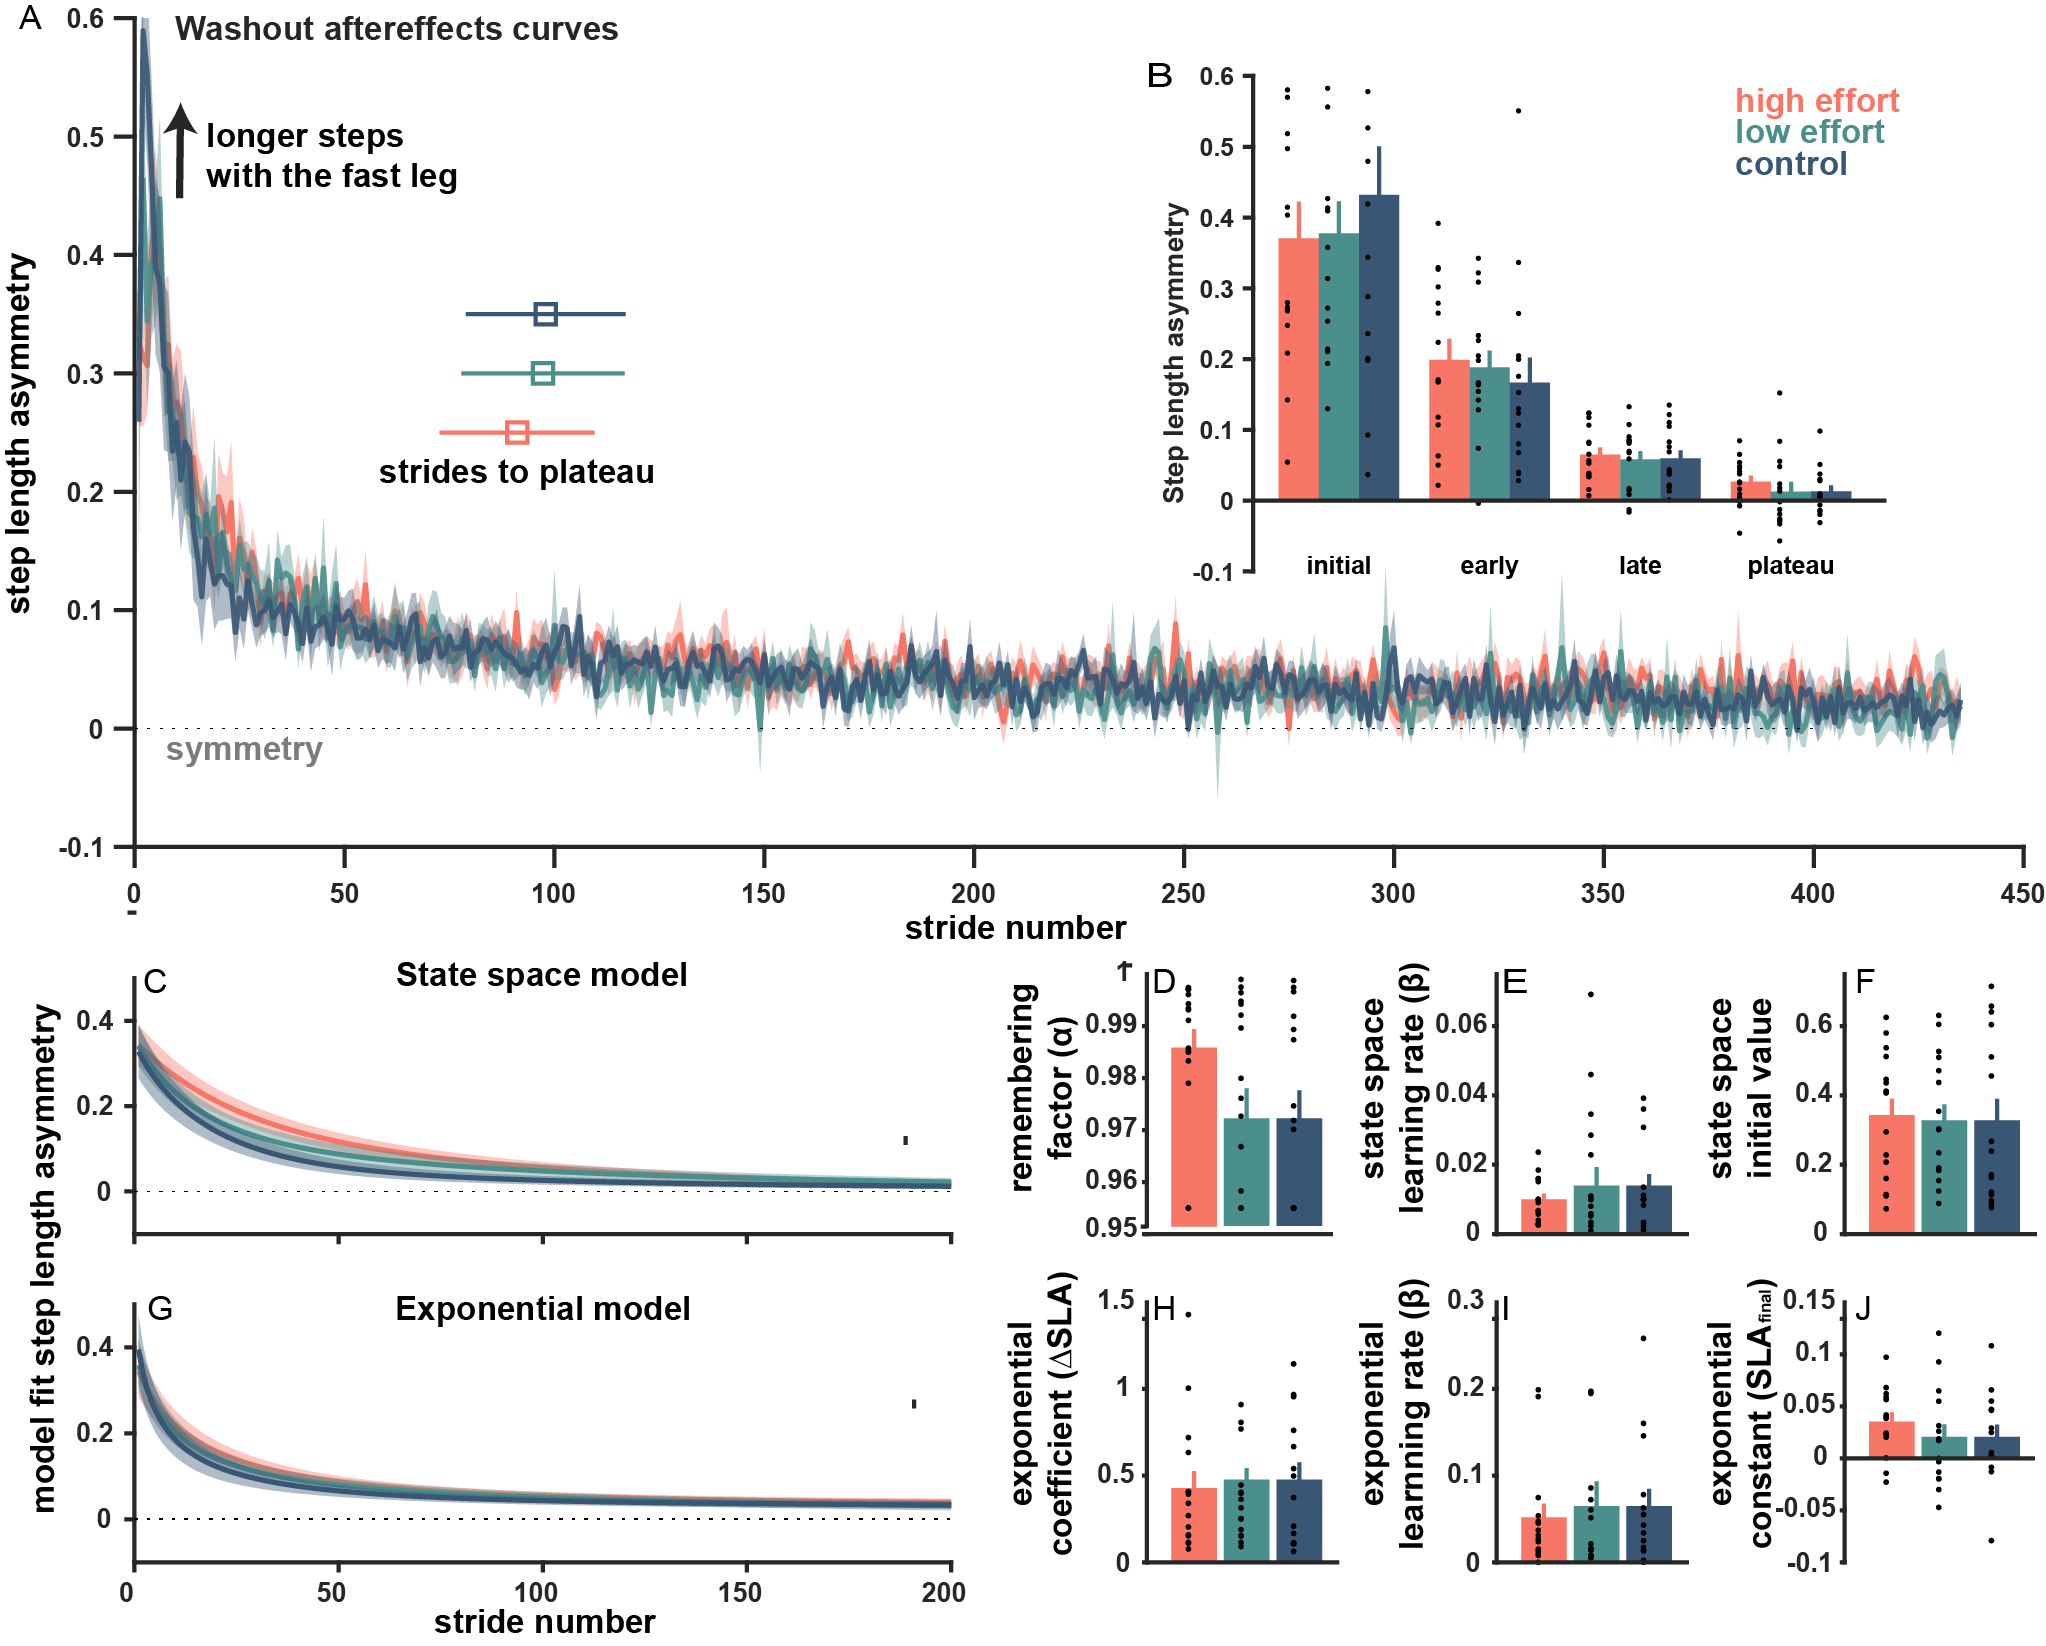 A
Washout aftereffects curves
0.6
0.5
0.4
0.3
0.2
0.1
0
-0.1
step length asymmetry
longer steps
with the fast leg
strides to plateau
symmetry
0 50 100 150 200 250 300 350 400 450
stride number
B
0.6
0.5
0.4
0.3
0.2
0.1
0
-0.1
Step length asymmetry
high effort
low effort
control
initial early late plateau
C
State space model
0.4
0.2
0
model fit step length asymmetry
G
Exponential model
0.4
0.2
0
0 50 100 150 200
stride number
D
remembering
factor (α)
1
0.99
0.98
0.97
0.96
0.95
E
state space
learning rate (β)
0.06
0.04
0.02
0
F
state space
initial value
0.6
0.4
0.2
0
H
exponential
coefficient (ΔSLA)
1.5
1
0.5
0
I
exponential
learning rate (β)
0.3
0.2
0.1
0
J
exponential
constant (SLAfinal)
0.15
0.1
0.05
0
-0.05
-0.1